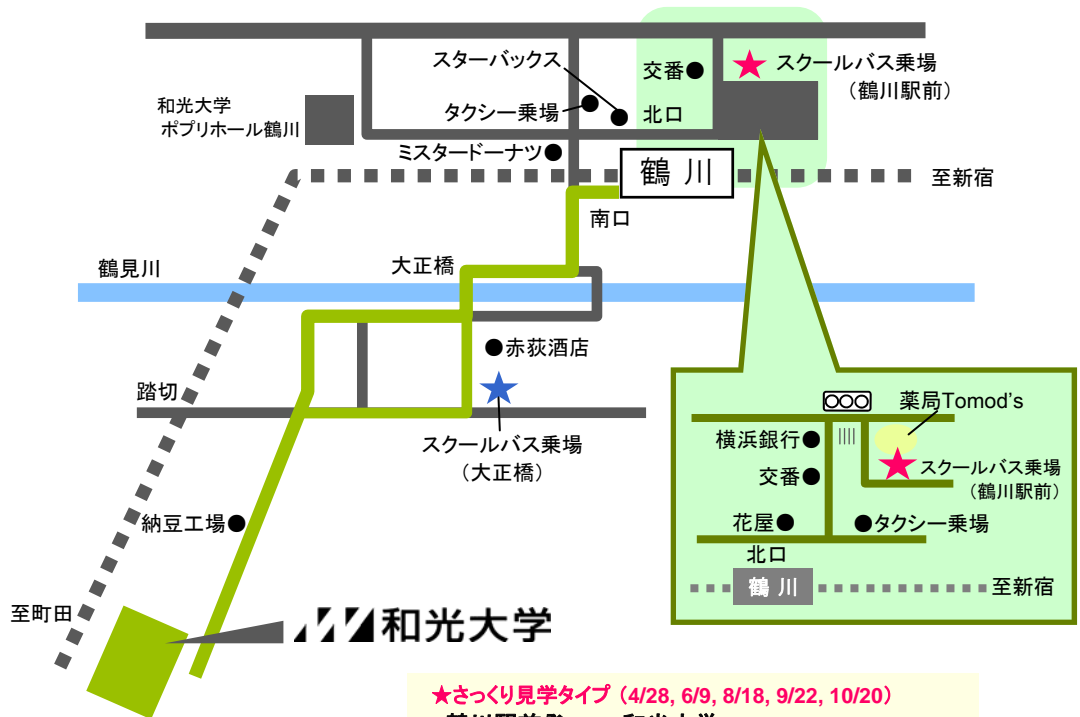 スターバックス
交番
スクールバス乗場
（鶴川駅前）
和光大学
ポプリホール鶴川
タクシー乗場
北口
ミスタードーナツ
鶴 川
至新宿
南口
鶴見川
大正橋
赤荻酒店
踏切
スクールバス乗場
（大正橋）
薬局Tomod's
横浜銀行
スクールバス乗場
（鶴川駅前）
交番
納豆工場
花屋
タクシー乗場
北口
鶴 川
至新宿
至町田
和光大学
★さっくり見学タイプ（4/28, 6/9, 8/18, 9/22, 10/20）